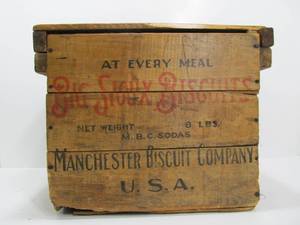 AT EVERY MEAL
BIG SIOUX BISCUITS
NET WEIGHT 8 LBS.
M.B.C. SODAS
MANCHESTER BISCUIT COMPANY
U.S.A.